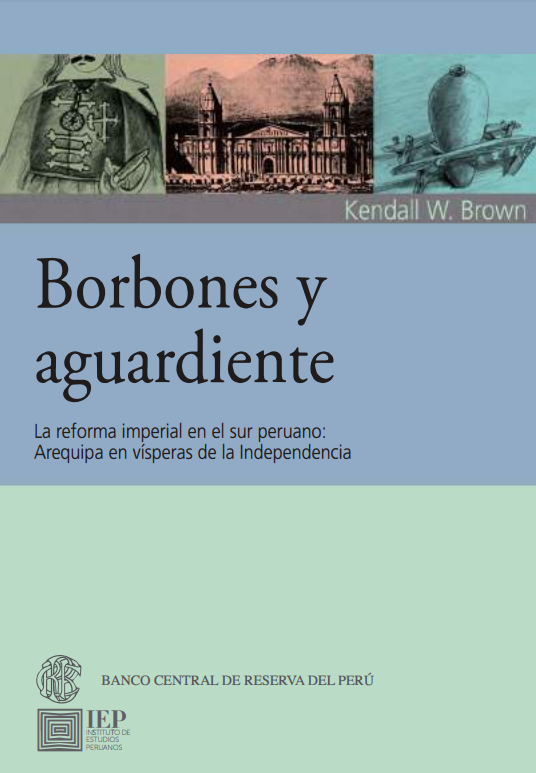 Kendall W. Brown
Borbones y
aguardiente
La reforma imperial en el sur peruano:
Arequipa en vísperas de la Independencia
BANCO CENTRAL DE RESERVA DEL PERÚ
IEP
INSTITUTO DE
ESTUDIOS
PERUANOS